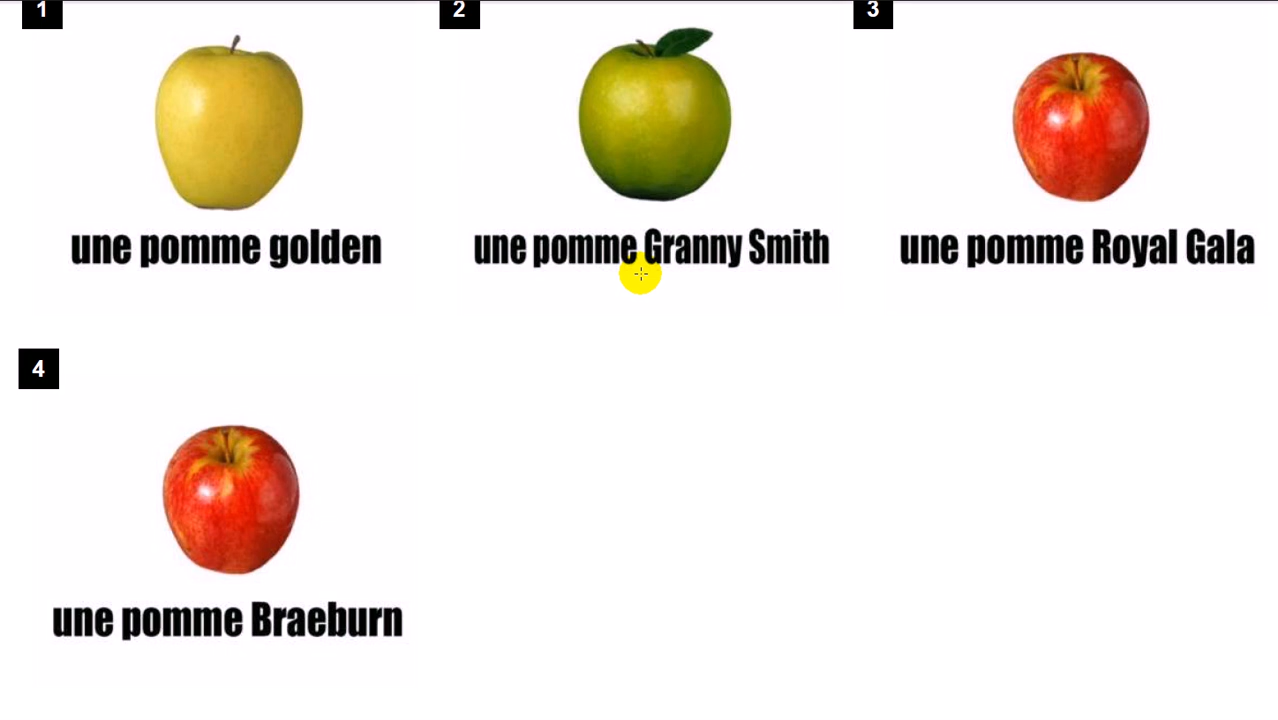 1
une pomme golden
2
une pomme Granny Smith
3
une pomme Royal Gala
4
une pomme Braeburn